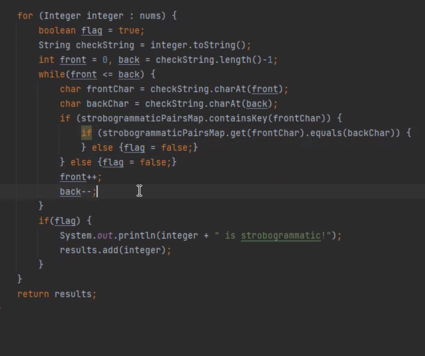 for (Integer integer : nums) {
boolean flag = true;
String checkString = integer.toString();
int front = 0, back = checkString.length()-1;
while(front <= back) {
char frontChar = checkString.charAt(front);
char backChar = checkString.charAt(back);
if (strobogrammaticPairsMap.containsKey(frontChar)) {
if (strobogrammaticPairsMap.get(frontChar).equals(backChar)) {
} else {flag = false;}
} else {flag = false;}
front++;
back--;
}
if(flag) {
System.out.println(integer + " is strobogrammatic!");
results.add(integer);
}
}
return results;